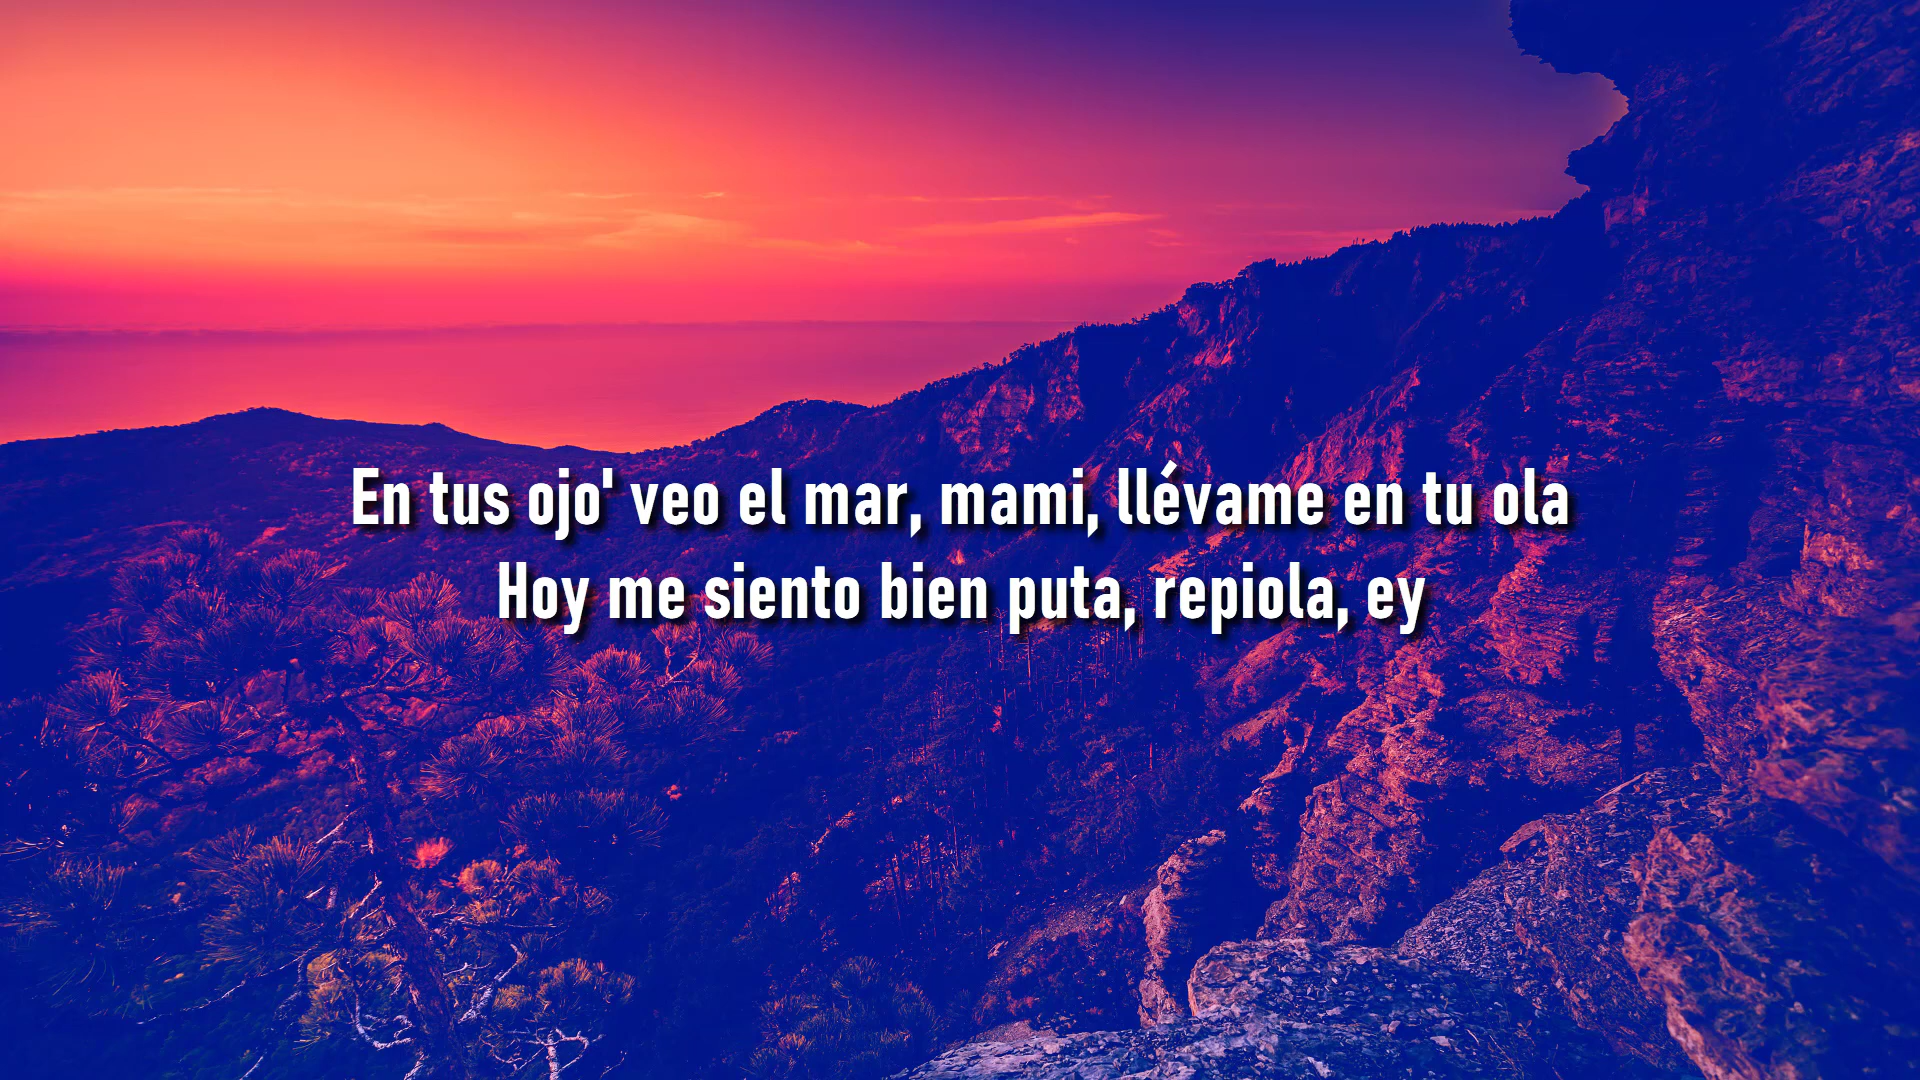 En tus ojo' veo el mar, mami, llévame en tu ola
Hoy me siento bien puta, repiola, ey